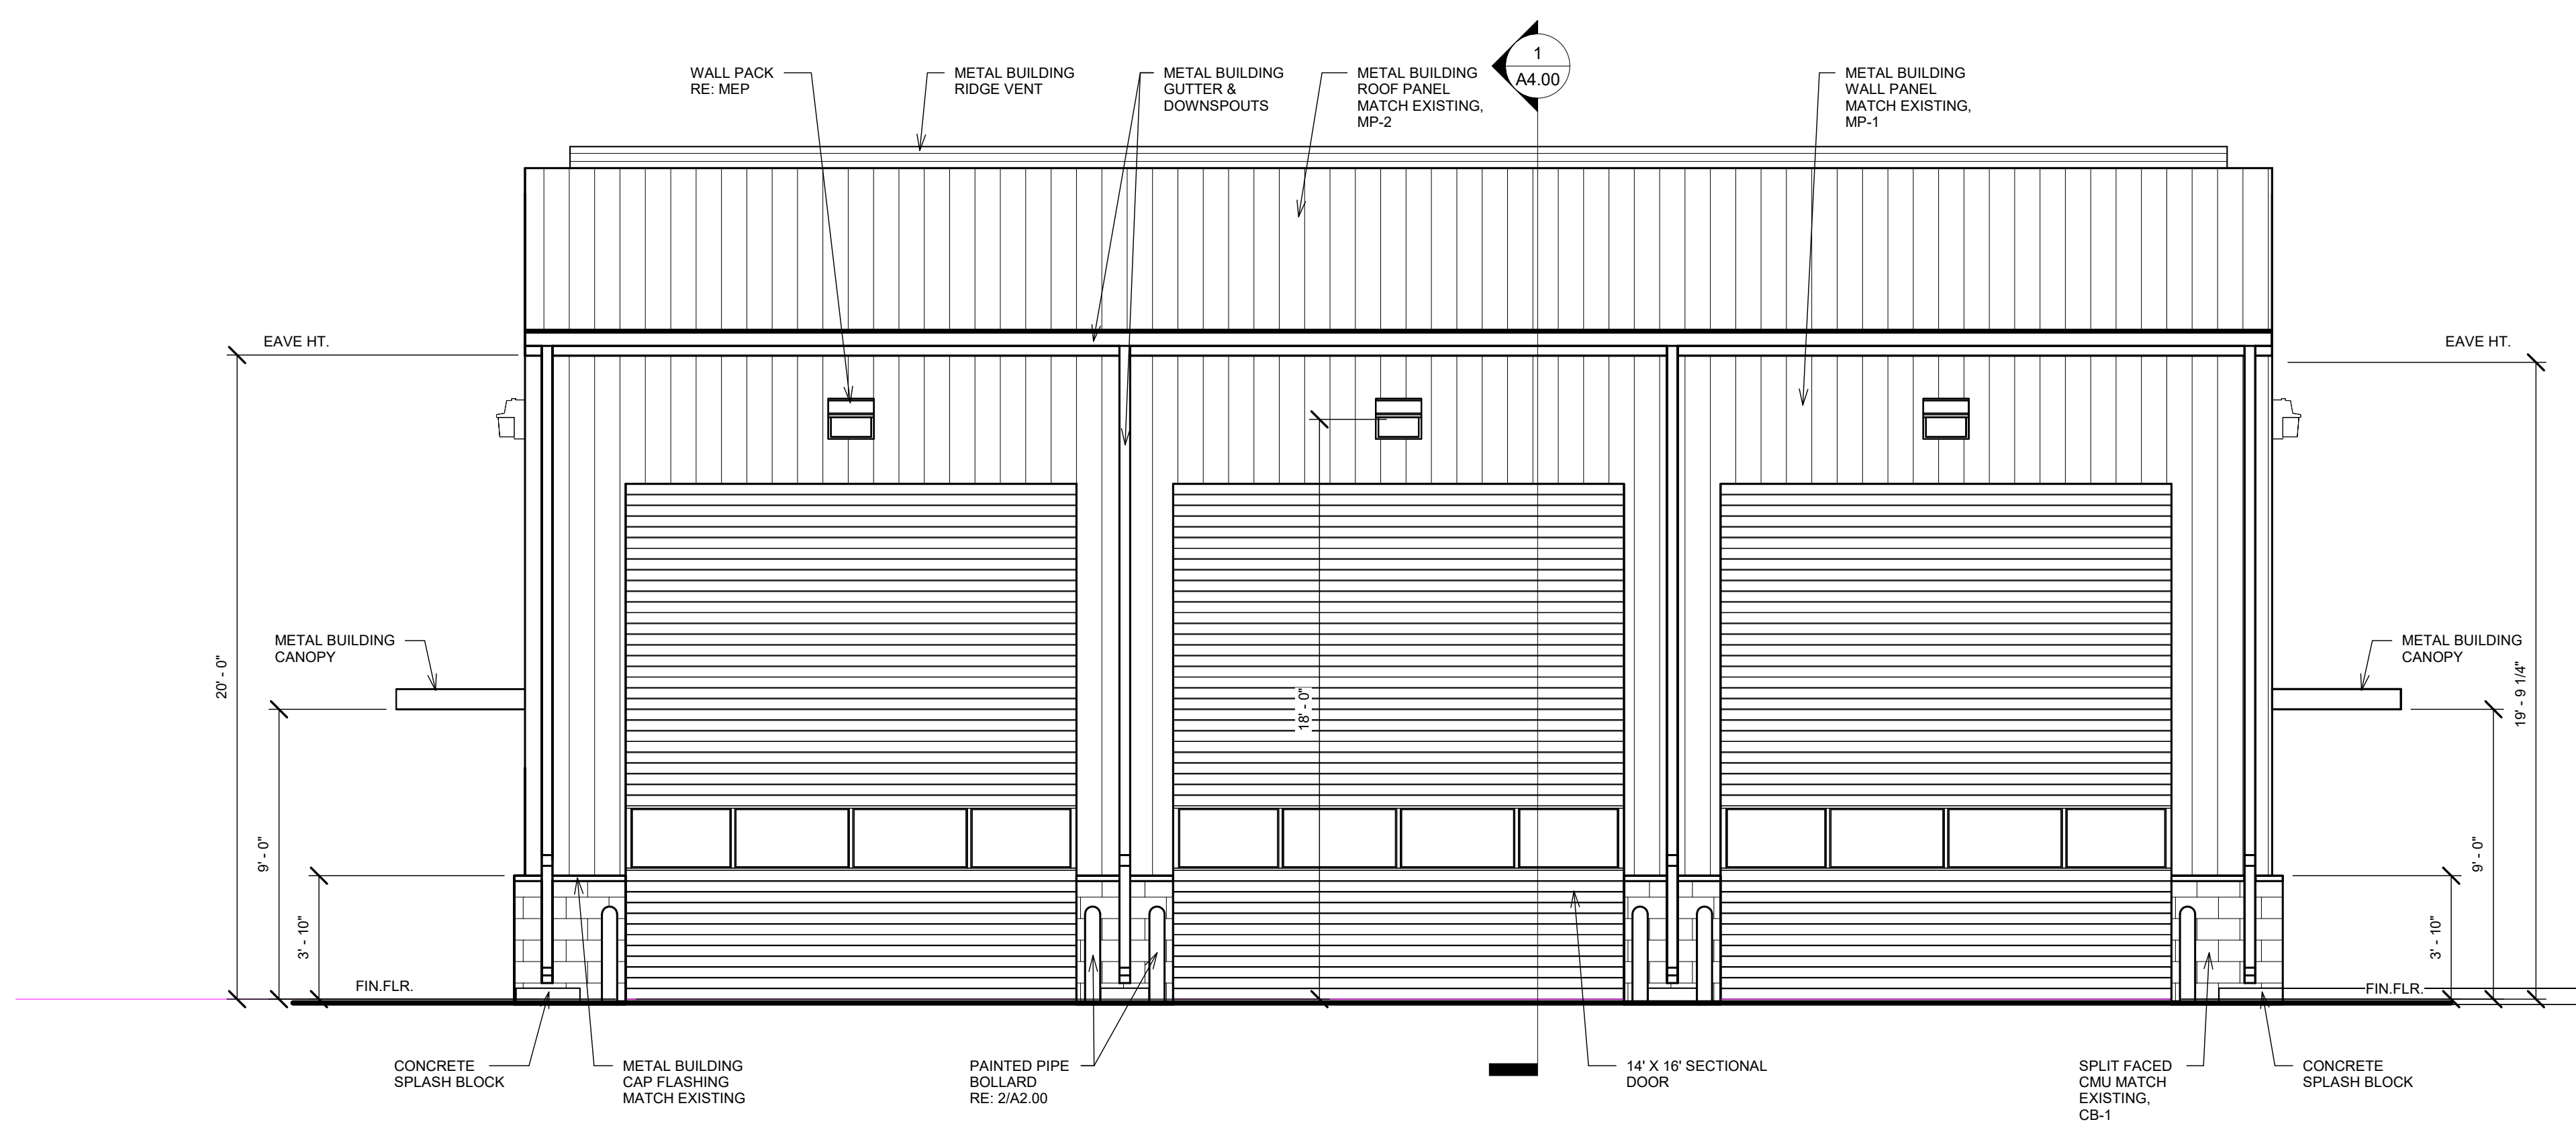 1
A4.00
WALL PACK
RE: MEP
METAL BUILDING
RIDGE VENT
METAL BUILDING
GUTTER &
DOWNSPOUTS
METAL BUILDING
ROOF PANEL
MATCH EXISTING,
MP-2
METAL BUILDING
WALL PANEL
MATCH EXISTING,
MP-1
EAVE HT.
EAVE HT.
METAL BUILDING
CANOPY
METAL BUILDING
CANOPY
20' - 0"
9' - 0"
3' - 10"
18' - 0"
19' - 9 1/4"
9' - 0"
3' - 10"
FIN.FLR.
FIN.FLR.
CONCRETE
SPLASH BLOCK
METAL BUILDING
CAP FLASHING
MATCH EXISTING
PAINTED PIPE
BOLLARD
RE: 2/A2.00
14' X 16' SECTIONAL
DOOR
SPLIT FACED
CMU MATCH
EXISTING,
CB-1
CONCRETE
SPLASH BLOCK